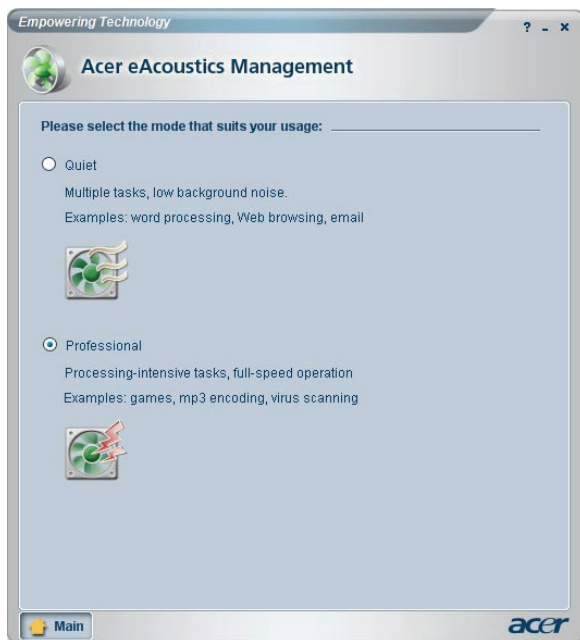 Empowering Technology
? - ×
Acer eAcoustics Management
Please select the mode that suits your usage:
Quiet
Multiple tasks, low background noise.
Examples: word processing, Web browsing, email
Professional
Processing-intensive tasks, full-speed operation
Examples: games, mp3 encoding, virus scanning
Main
acer